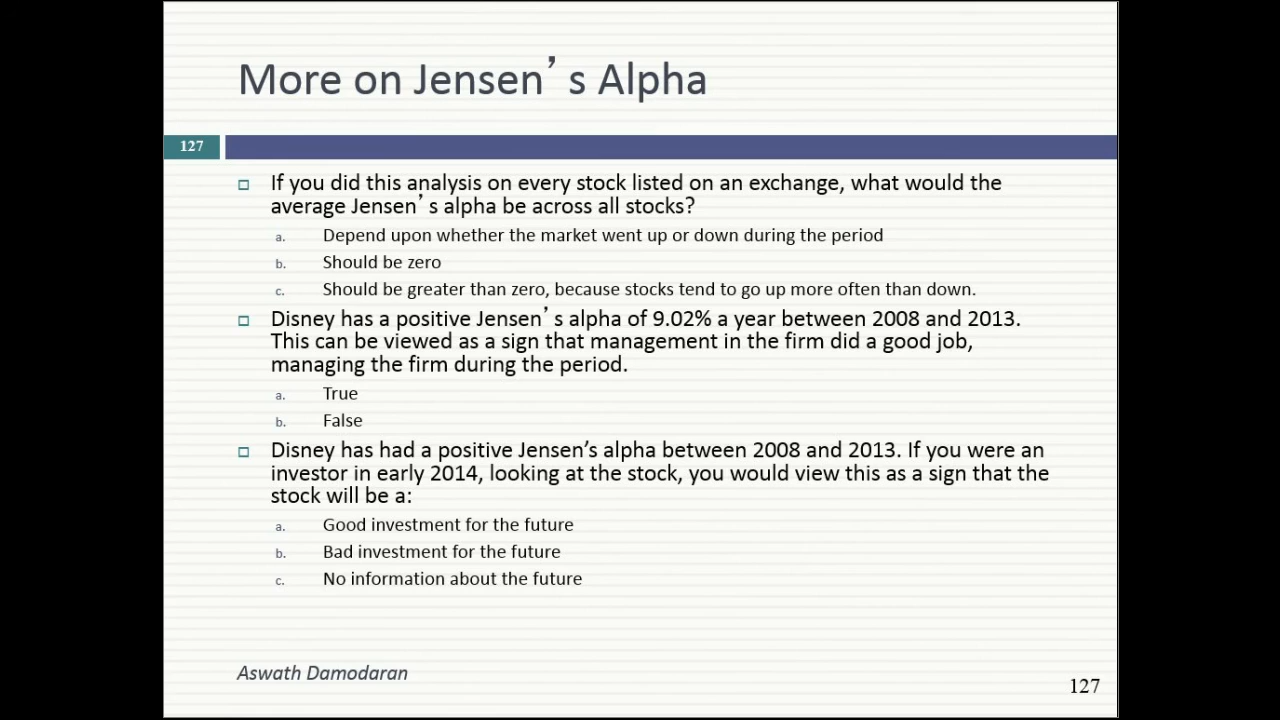 More on Jensen’s Alpha
127
If you did this analysis on every stock listed on an exchange, what would the
average Jensen’s alpha be across all stocks?
a. Depend upon whether the market went up or down during the period
b. Should be zero
c. Should be greater than zero, because stocks tend to go up more often than down.
Disney has a positive Jensen’s alpha of 9.02% a year between 2008 and 2013.
This can be viewed as a sign that management in the firm did a good job,
managing the firm during the period.
a. True
b. False
Disney has had a positive Jensen’s alpha between 2008 and 2013. If you were an
investor in early 2014, looking at the stock, you would view this as a sign that the
stock will be a:
a. Good investment for the future
b. Bad investment for the future
c. No information about the future
Aswath Damodaran
127